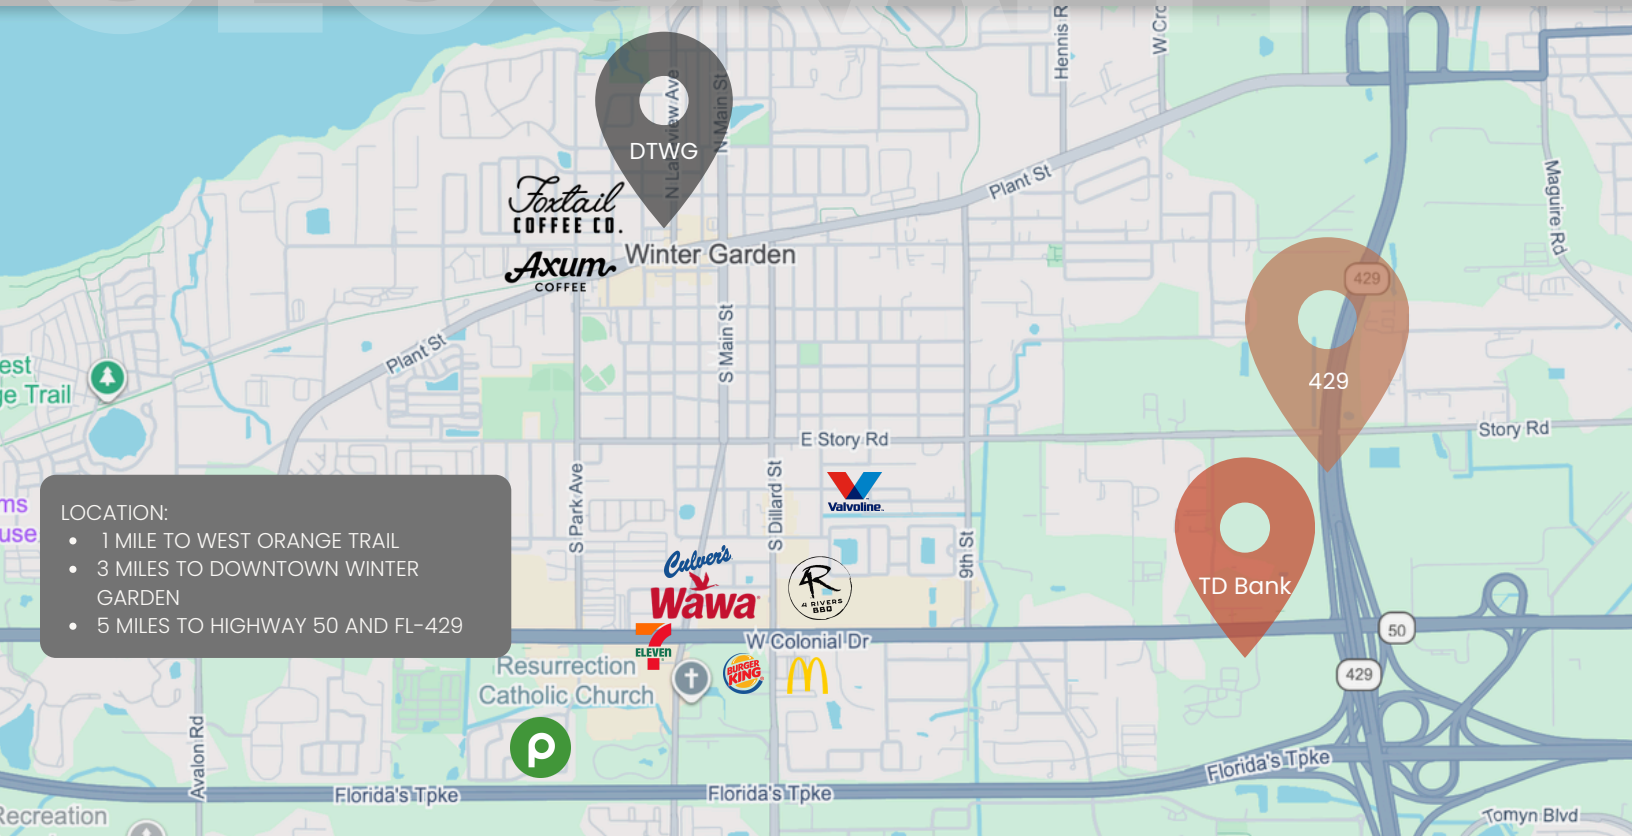 Hennis R
W Crc
N Main St
DTWG
N Lakeview Ave
Plant St
Maguire Rd
Foxtail
COFFEE CO.
Winter Garden
Axum
COFFEE
429
S Main St
Plant St
est
ge Trail
429
E Story Rd
Story Rd
S Park Ave
S Dillard St
Valvoline
ms
use
LOCATION:
• 1 MILE TO WEST ORANGE TRAIL
• 3 MILES TO DOWNTOWN WINTER
GARDEN
• 5 MILES TO HIGHWAY 50 AND FL-429
9th St
Culver's
Wawa
4R
4 RIVERS
BBQ
TD Bank
50
W Colonial Dr
7
ELEVEN
Resurrection
Catholic Church
BURGER
KING
429
Avalon Rd
P
Florida's Tpke
Florida's Tpke
Florida's Tpke
Recreation
Tomyn Blvd